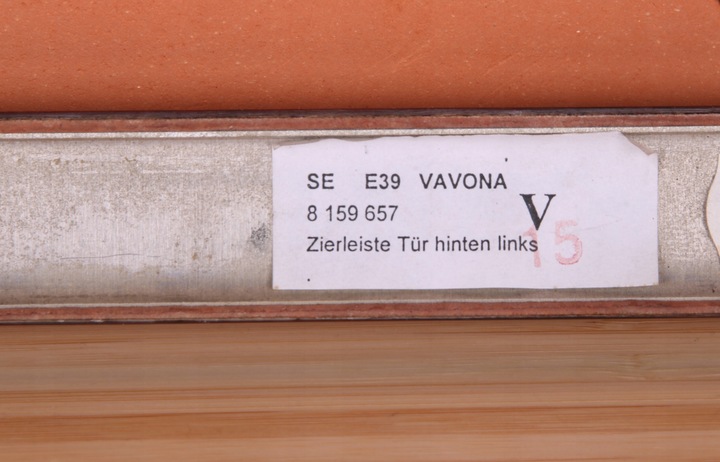 SE E39 VAVONA
8 159 657 V
Zierleiste Tür hinten links
15